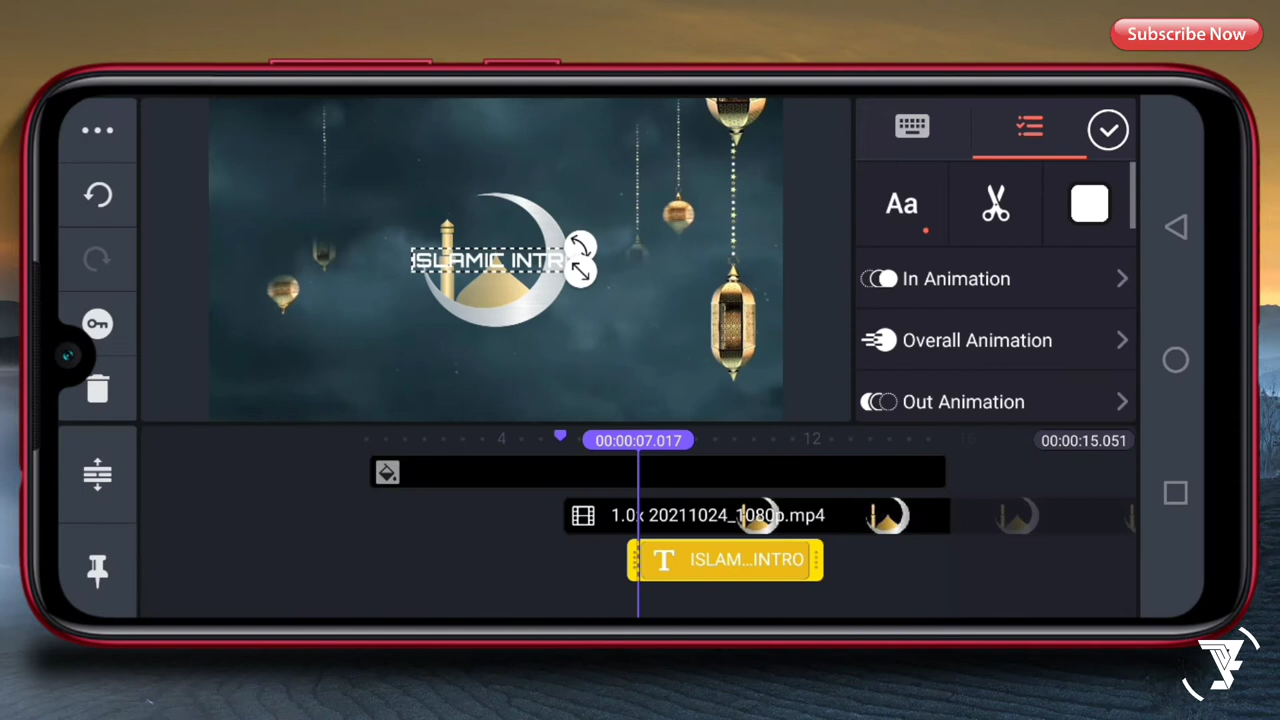 Subscribe Now
ISLAMIC INTR
Aa
In Animation
Overall Animation
Out Animation
4
00:00:07.017
12
16
00:00:15.051
1.0x 20211024_1080p.mp4
T ISLAM...INTRO